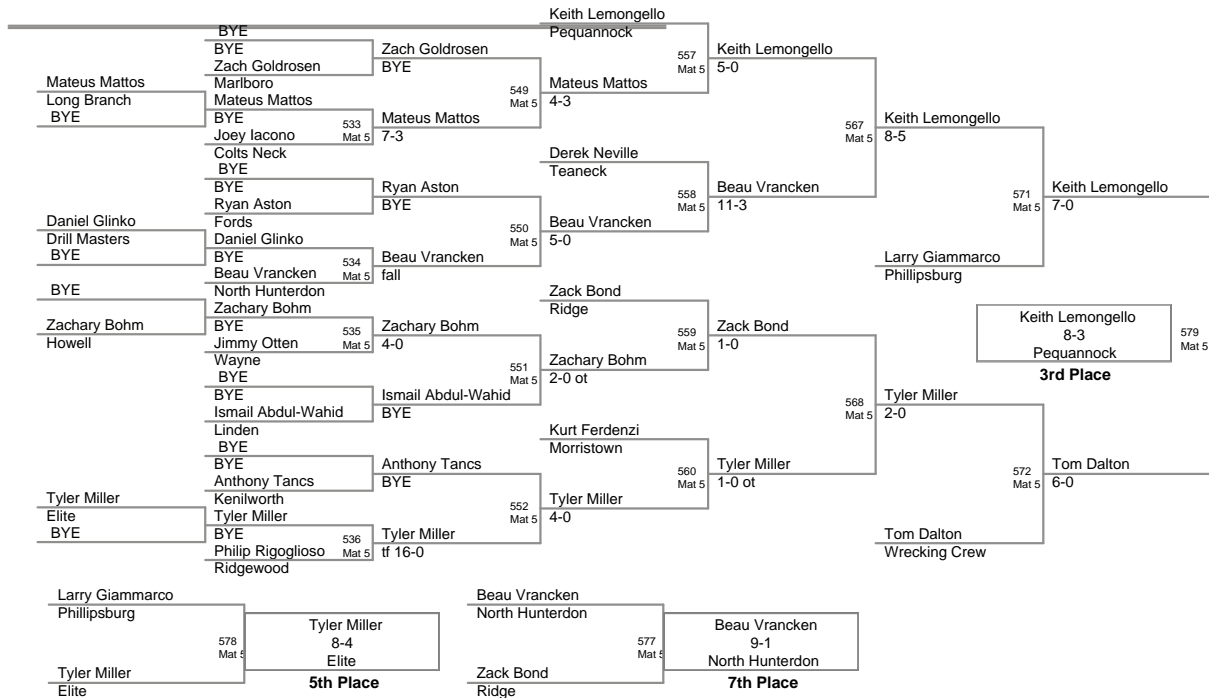 Keith Lemongello
Pequannock
BYE
BYE
Zach Goldrosen
Marlboro
Zach Goldrosen
BYE
557
Mat 5
Keith Lemongello
5-0
Mateus Mattos
Long Branch
BYE
Mateus Mattos
BYE
Joey Iacono
Colts Neck
533
Mat 5
Mateus Mattos
7-3
549
Mat 5
Mateus Mattos
4-3
567
Mat 5
Keith Lemongello
8-5
BYE
BYE
Ryan Aston
Fords
Ryan Aston
BYE
Derek Neville
Teaneck
558
Mat 5
Beau Vrancken
11-3
571
Mat 5
Keith Lemongello
7-0
Daniel Glinko
Drill Masters
BYE
Daniel Glinko
BYE
Beau Vrancken
North Hunterdon
534
Mat 5
Beau Vrancken
fall
550
Mat 5
Beau Vrancken
5-0
Larry Giammarco
Phillipsburg
BYE
Zachary Bohm
Howell
Zachary Bohm
BYE
Jimmy Otten
Wayne
535
Mat 5
Zachary Bohm
4-0
Zack Bond
Ridge
559
Mat 5
Zack Bond
1-0
Keith Lemongello
8-3
Pequannock
3rd Place
579
Mat 5
551
Mat 5
Zachary Bohm
2-0 ot
BYE
BYE
Ismail Abdul-Wahid
Linden
Ismail Abdul-Wahid
BYE
568
Mat 5
Tyler Miller
2-0
BYE
BYE
Anthony Tancs
Kenilworth
Anthony Tancs
BYE
Kurt Ferdenzi
Morristown
560
Mat 5
Tyler Miller
1-0 ot
572
Mat 5
Tom Dalton
6-0
Tyler Miller
Elite
BYE
Tyler Miller
BYE
Philip Rigoglioso
Ridgewood
536
Mat 5
Tyler Miller
tf 16-0
552
Mat 5
Tyler Miller
4-0
Tom Dalton
Wrecking Crew
Larry Giammarco
Phillipsburg
578
Mat 5
Tyler Miller
Elite
Tyler Miller
8-4
Elite
5th Place
Beau Vrancken
North Hunterdon
577
Mat 5
Zack Bond
Ridge
Beau Vrancken
9-1
North Hunterdon
7th Place